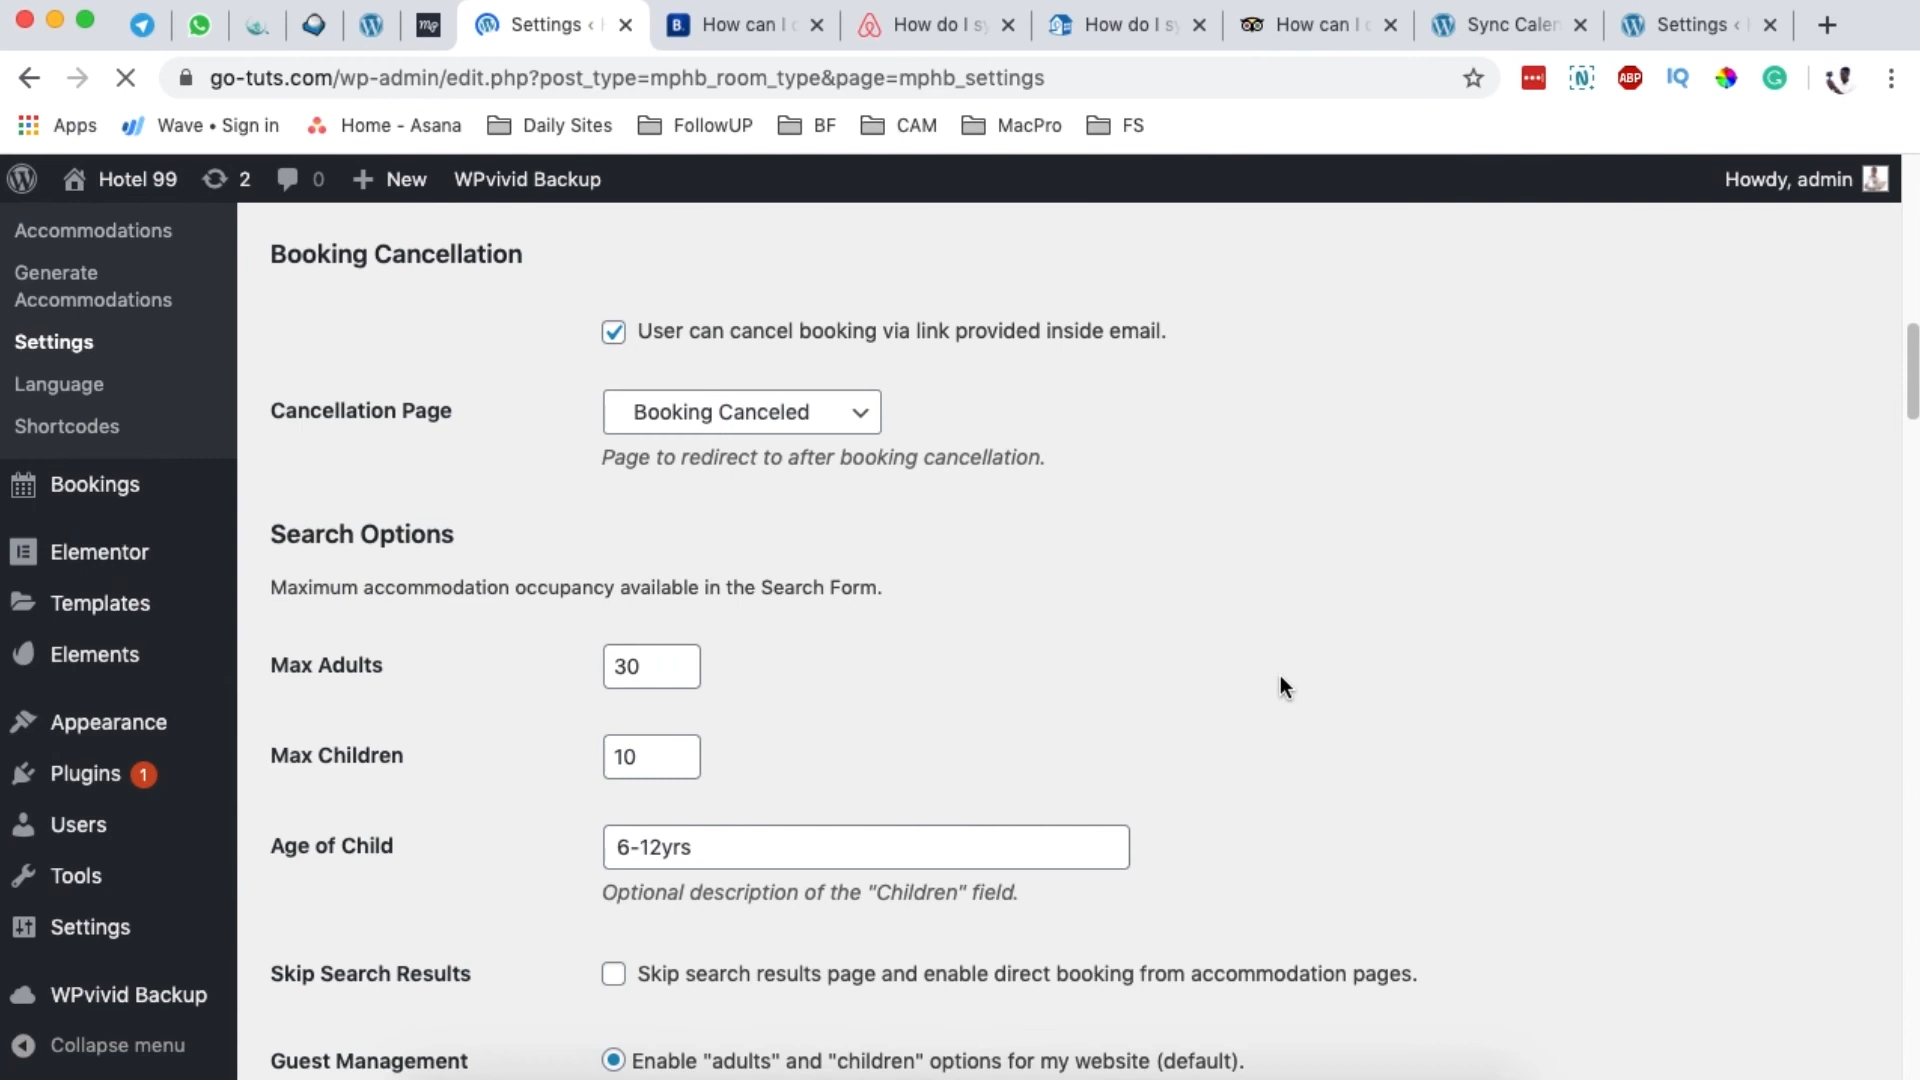 Settings ‹
How can I
How do I sy
How do I sy
How can I
Sync Calen
Settings ‹
go-tuts.com/wp-admin/edit.php?post_type=mphb_room_type&page=mphb_settings
ABP
IQ
Apps
Wave • Sign in
Home - Asana
Daily Sites
FollowUP
BF
CAM
MacPro
FS
Hotel 99
2
0
New
WPvivid Backup
Howdy, admin
Accommodations
Generate
Accommodations
Settings
Language
Shortcodes
Bookings
Elementor
Templates
Elements
Appearance
Plugins 1
Users
Tools
Settings
WPvivid Backup
Collapse menu
Booking Cancellation
User can cancel booking via link provided inside email.
Cancellation Page
Booking Canceled
Page to redirect to after booking cancellation.
Search Options
Maximum accommodation occupancy available in the Search Form.
Max Adults
30
Max Children
10
Age of Child
6-12yrs
Optional description of the "Children" field.
Skip Search Results
Skip search results page and enable direct booking from accommodation pages.
Guest Management
Enable "adults" and "children" options for my website (default).